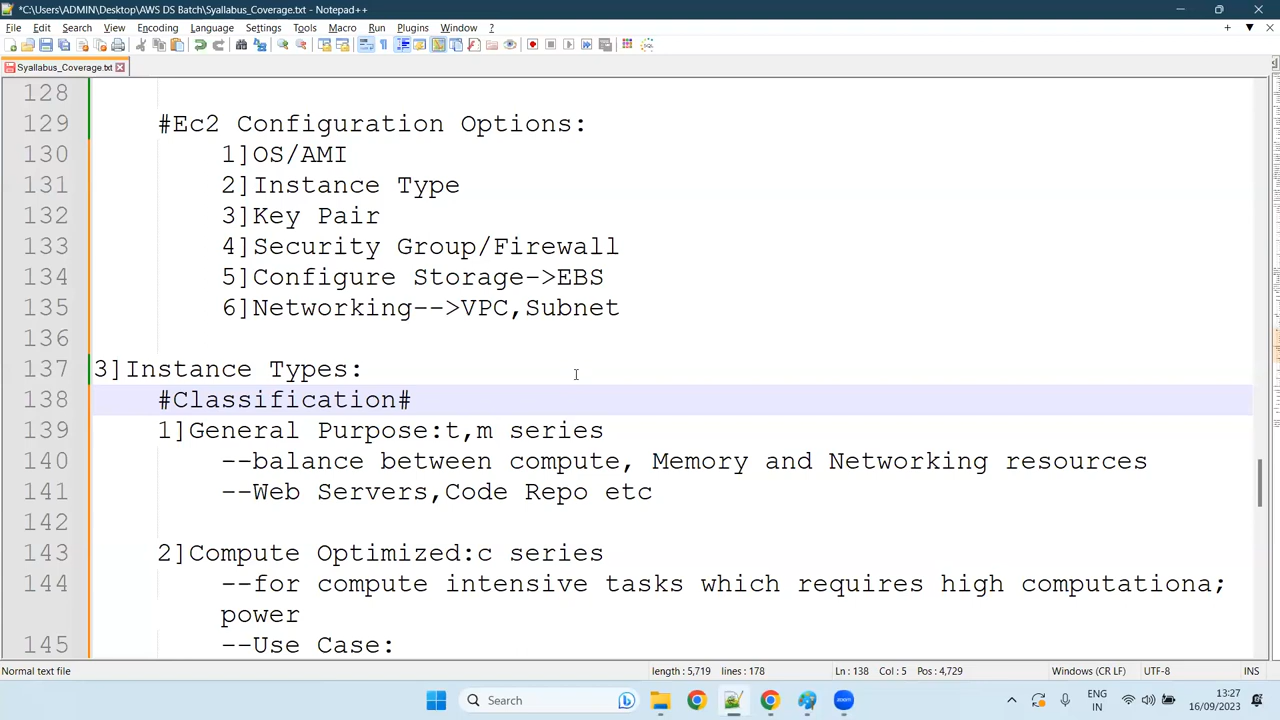 *C:\Users\ADMIN\Desktop\AWS DS Batch\Syallabus_Coverage.txt - Notepad++
File Edit Search View Encoding Language Settings Tools Macro Run Plugins Window ?
Syallabus_Coverage.txt
128
129 #Ec2 Configuration Options:
130 1]OS/AMI
131 2]Instance Type
132 3]Key Pair
133 4]Security Group/Firewall
134 5]Configure Storage->EBS
135 6]Networking-->VPC,Subnet
136
137 3]Instance Types:
138 #Classification#
139 1]General Purpose:t,m series
140 --balance between compute, Memory and Networking resources
141 --Web Servers,Code Repo etc
142
143 2]Compute Optimized:c series
144 --for compute intensive tasks which requires high computationa;
power
145 --Use Case:
Normal text file length : 5,719 lines : 178 Ln : 138 Col : 5 Pos : 4,729 Windows (CR LF) UTF-8 INS
Search ENG 13:27
IN 16/09/2023
zoom